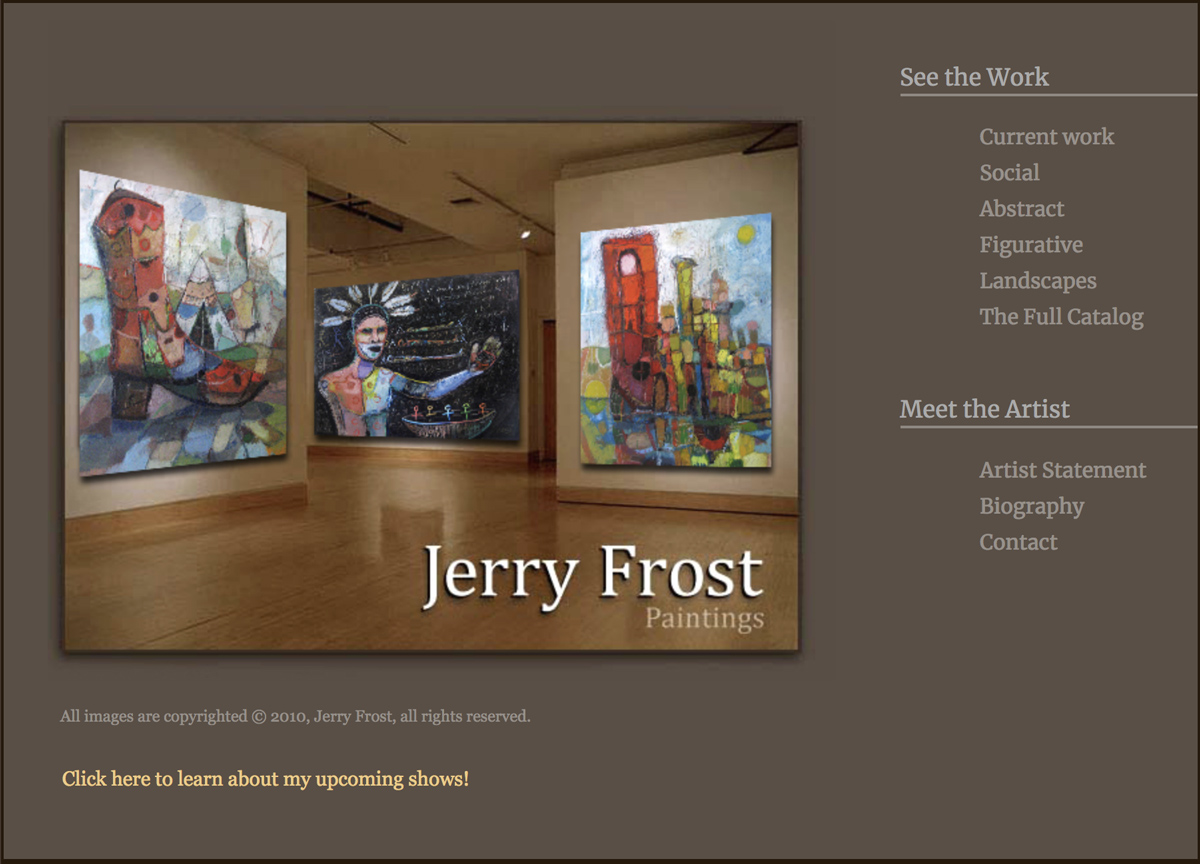 See the Work
Current work
Social
Abstract
Figurative
Landscapes
The Full Catalog
Meet the Artist
Artist Statement
Biography
Contact
Jerry Frost
Paintings
All images are copyrighted © 2010, Jerry Frost, all rights reserved.
Click here to learn about my upcoming shows!